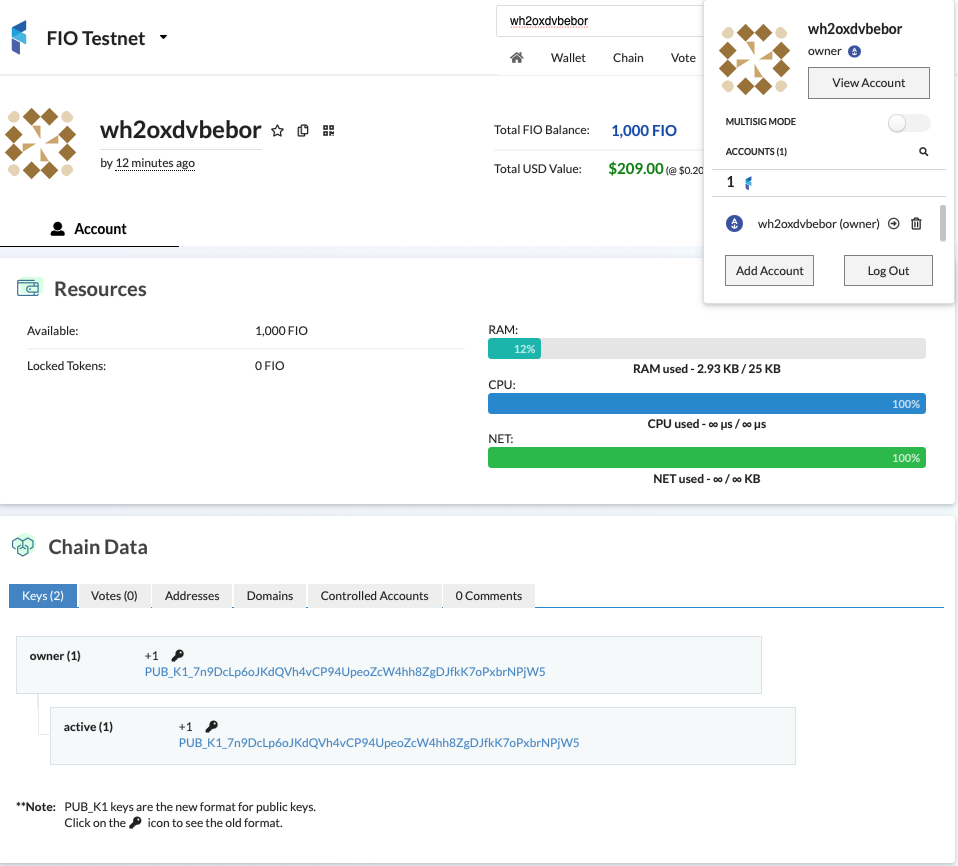 FIO Testnet
wh2oxdvbebor
Wallet Chain Vote
wh2oxdvbebor
owner
View Account
MULTISIG MODE
ACCOUNTS (1)
1
wh2oxdvbebor (owner)
Add Account Log Out
wh2oxdvbebor
by 12 minutes ago
Total FIO Balance: 1,000 FIO
Total USD Value: $209.00 (@ $0.20
Account
Resources
Available: 1,000 FIO
Locked Tokens: 0 FIO
RAM:
12%
RAM used - 2.93 KB / 25 KB
CPU:
100%
CPU used - ∞ µs / ∞ µs
NET:
100%
NET used - ∞ / ∞ KB
Chain Data
Keys (2) Votes (0) Addresses Domains Controlled Accounts 0 Comments
owner (1) +1
PUB_K1_7n9DcLp6oJKdQVh4vCP94UpeoZcW4hh8ZgDJfkK7oPxbrNPjW5
active (1) +1
PUB_K1_7n9DcLp6oJKdQVh4vCP94UpeoZcW4hh8ZgDJfkK7oPxbrNPjW5
**Note: PUB_K1 keys are the new format for public keys.
Click on the icon to see the old format.